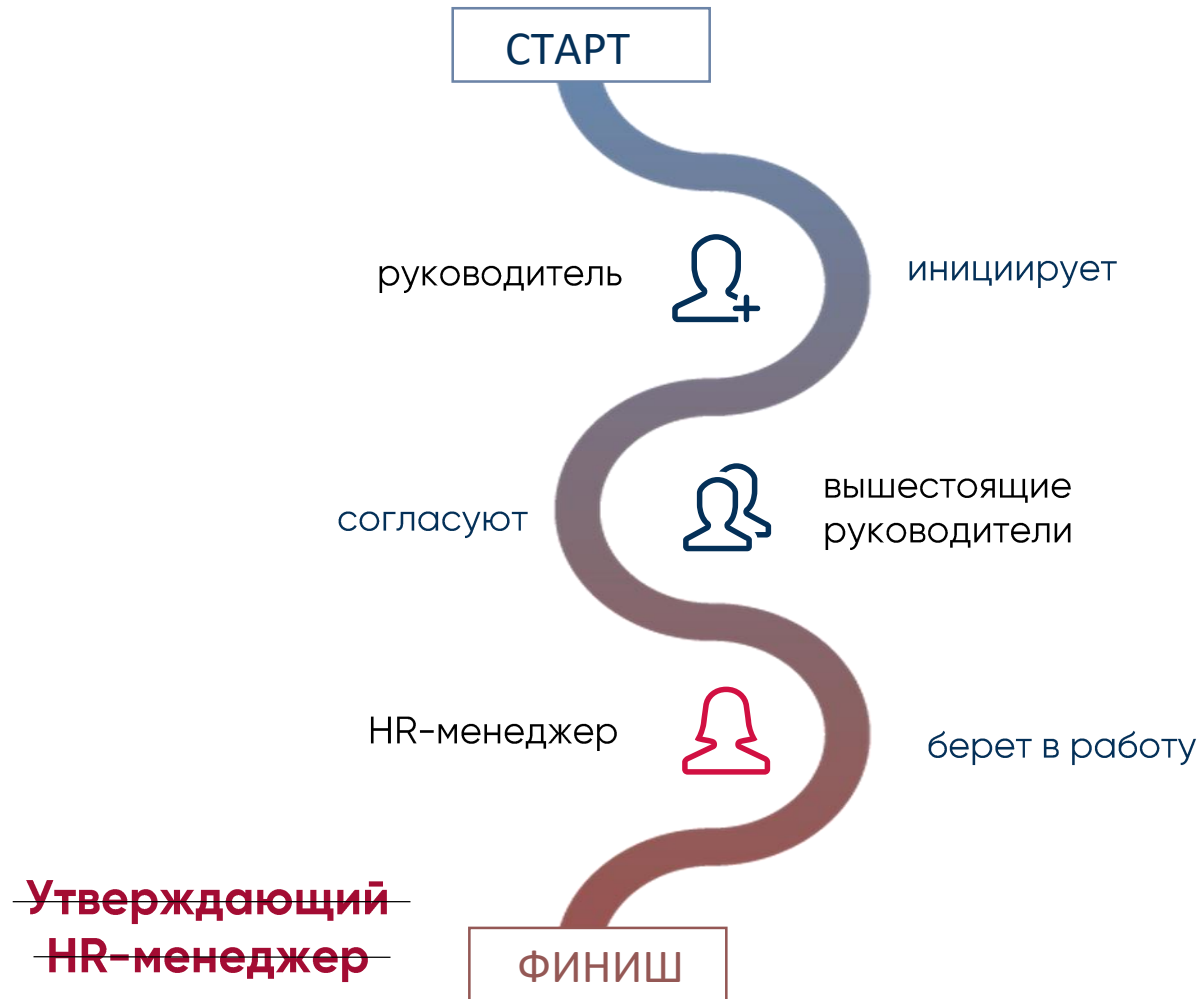 СТАРТ
руководитель
инициирует
согласуют
вышестоящие
руководители
HR-менеджер
берет в работу
Утверждающий
HR-менеджер
ФИНИШ